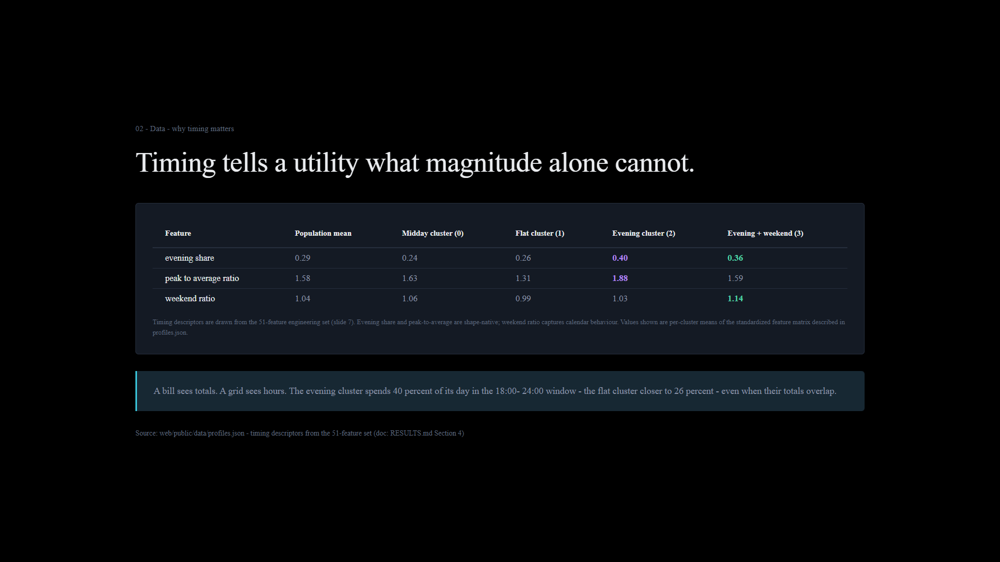 02 - Data - why timing matters
Timing tells a utility what magnitude alone cannot.
Feature Population mean Midday cluster (0) Flat cluster (1) Evening cluster (2) Evening + weekend (3)
evening share 0.29 0.24 0.26 0.40 0.36
peak to average ratio 1.58 1.63 1.31 1.88 1.59
weekend ratio 1.04 1.06 0.99 1.03 1.14
Timing descriptors are drawn from the 51-feature engineering set (slide 7). Evening share and peak-to-average are shape-native; weekend ratio captures calendar behaviour. Values shown are per-cluster means of the standardized feature matrix described in
profiles.json.
A bill sees totals. A grid sees hours. The evening cluster spends 40 percent of its day in the 18:00- 24:00 window - the flat cluster closer to 26 percent - even when their totals overlap.
Source: web/public/data/profiles.json - timing descriptors from the 51-feature set (doc: RESULTS.md Section 4)